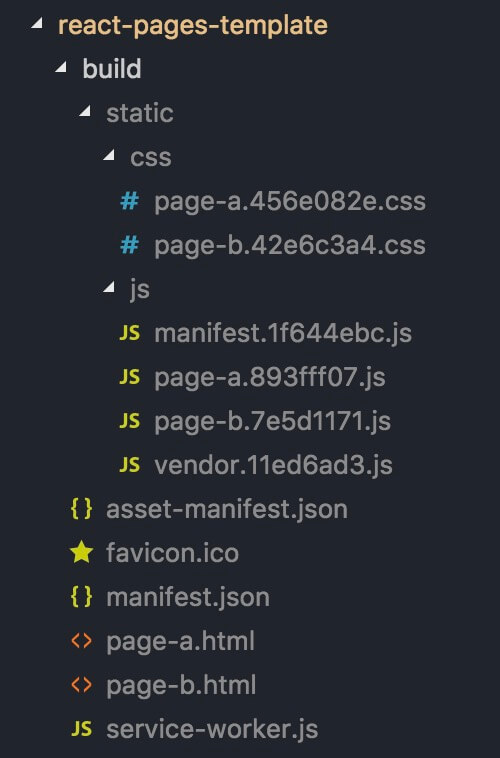 react-pages-template
build
static
css
# page-a.456e082e.css
# page-b.42e6c3a4.css
js
JS manifest.1f644ebc.js
JS page-a.893fff07.js
JS page-b.7e5d1171.js
JS vendor.11ed6ad3.js
{} asset-manifest.json
favicon.ico
{} manifest.json
<> page-a.html
<> page-b.html
JS service-worker.js